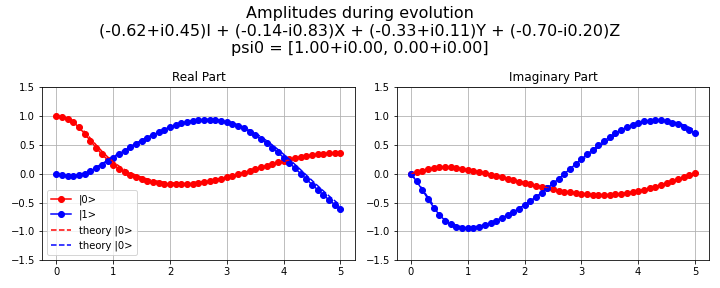 Amplitudes during evolution
(-0.62+i0.45)I + (-0.14-i0.83)X + (-0.33+i0.11)Y + (-0.70-i0.20)Z
psi0 = [1.00+i0.00, 0.00+i0.00]
Real Part
1.5
1.0
0.5
0.0
−0.5
−1.0
−1.5
0 1 2 3 4 5
|0>
|1>
theory |0>
theory |0>
Imaginary Part
1.5
1.0
0.5
0.0
−0.5
−1.0
−1.5
0 1 2 3 4 5